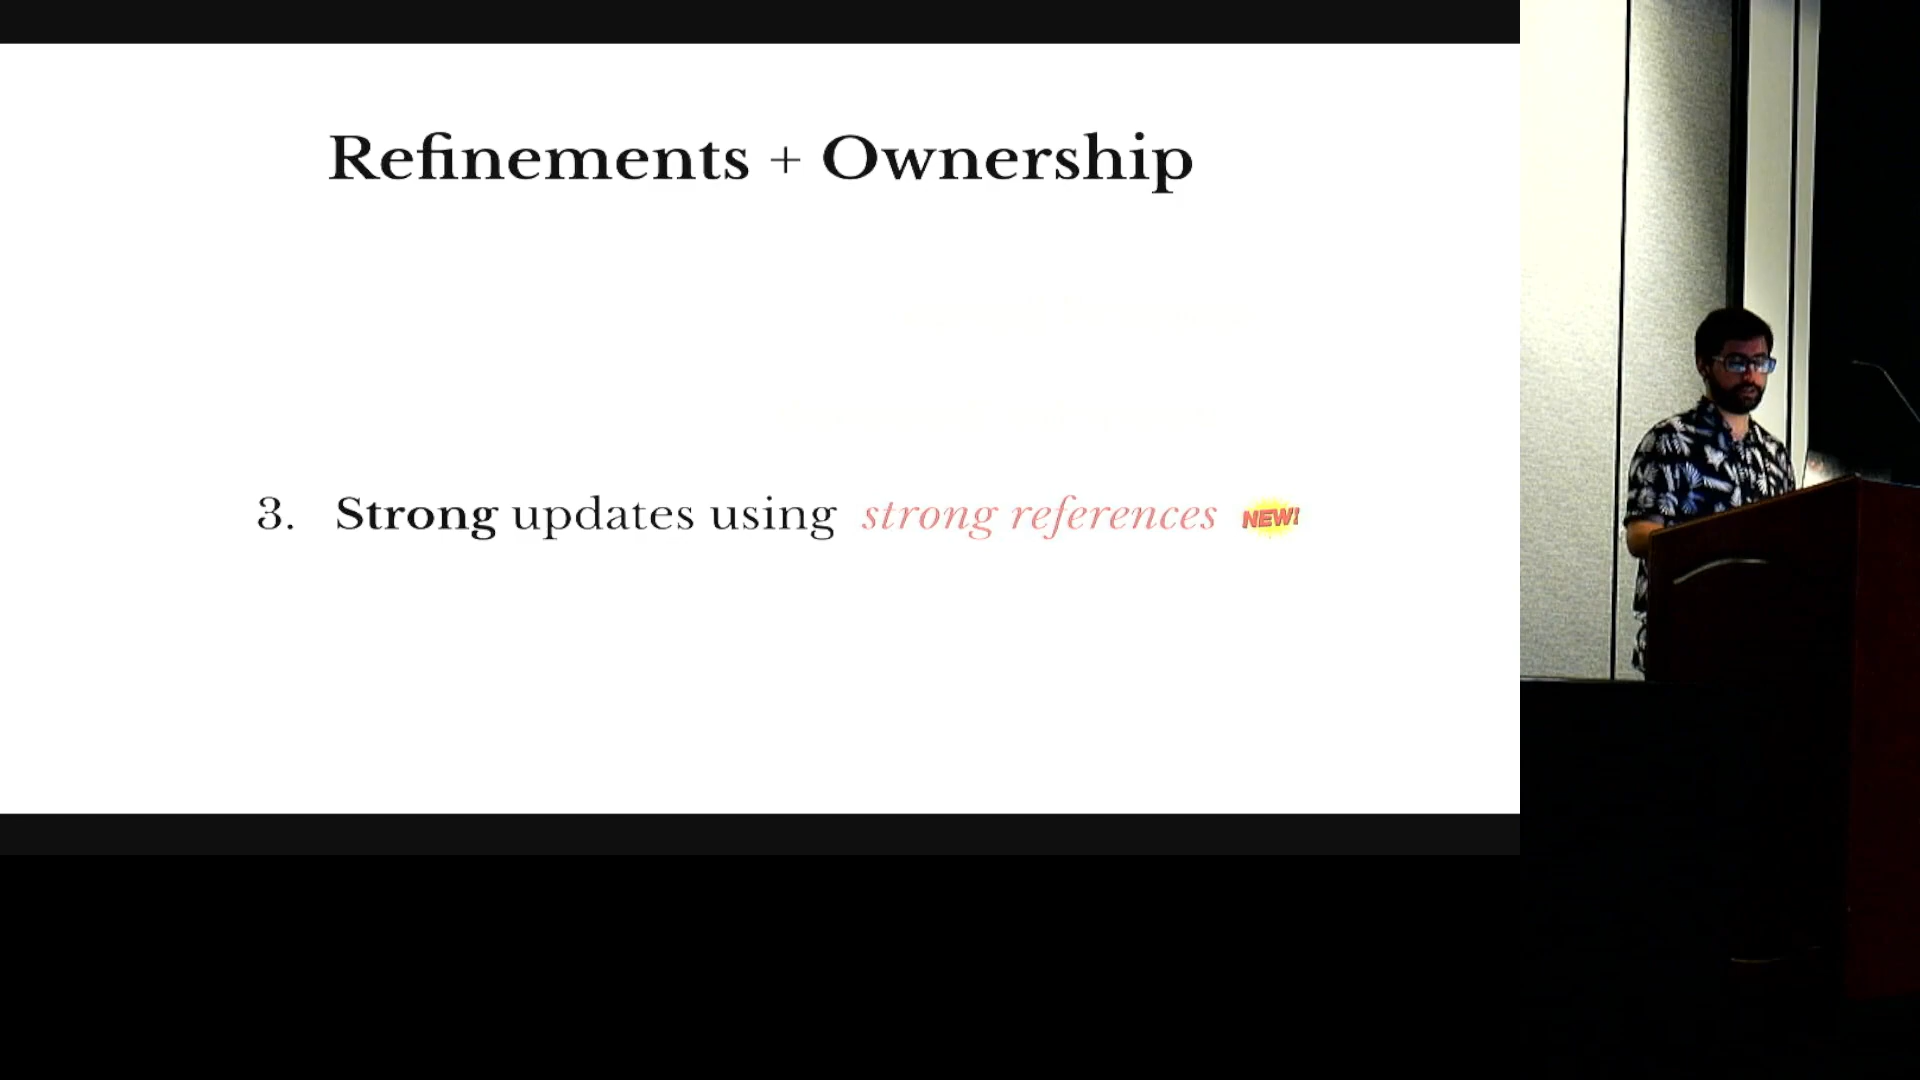 Refinements + Ownership
3. Strong updates using strong references NEW!